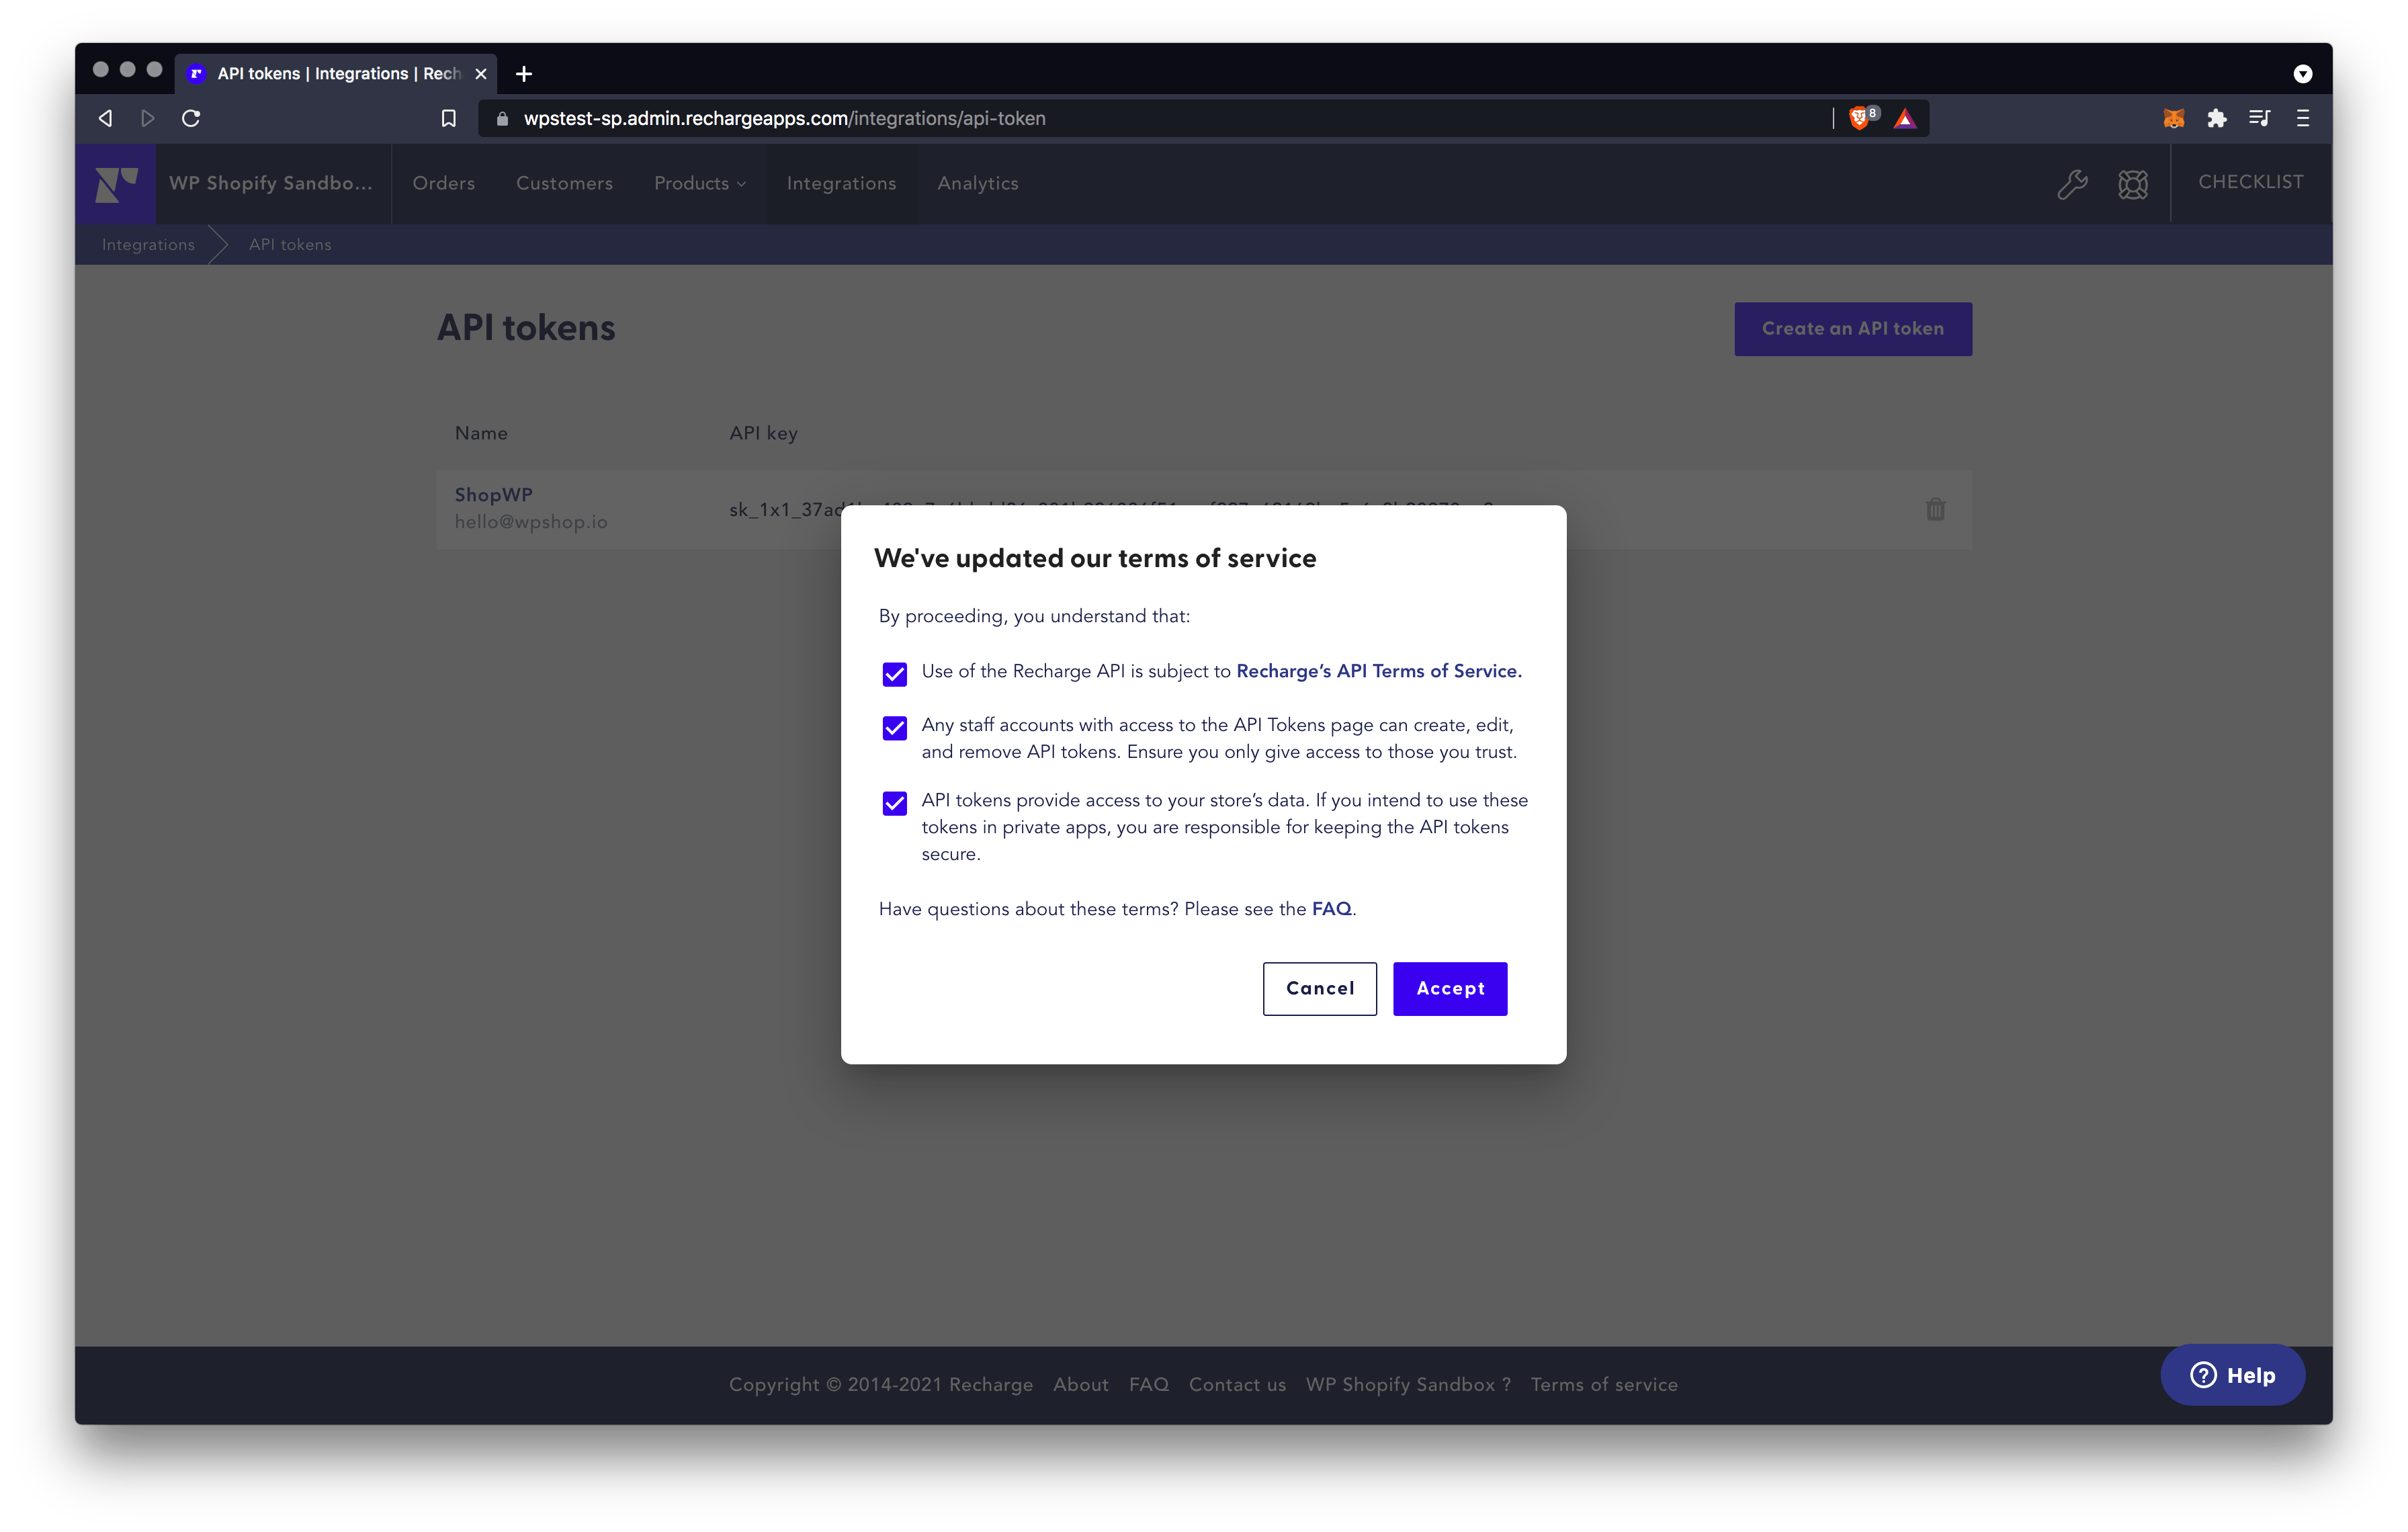 API tokens | Integrations | Rech
wpstest-sp.admin.rechargeapps.com/integrations/api-token
8
WP Shopify Sandbo...
Orders
Customers
Products
Integrations
Analytics
CHECKLIST
Integrations
API tokens
API tokens
Create an API token
Name
API key
ShopWP
hello@wpshop.io
sk_1x1_37ad
We've updated our terms of service
By proceeding, you understand that:
Use of the Recharge API is subject to Recharge’s API Terms of Service.
Any staff accounts with access to the API Tokens page can create, edit,
and remove API tokens. Ensure you only give access to those you trust.
API tokens provide access to your store’s data. If you intend to use these
tokens in private apps, you are responsible for keeping the API tokens
secure.
Have questions about these terms? Please see the FAQ.
Cancel
Accept
Copyright © 2014-2021 Recharge
About
FAQ
Contact us
WP Shopify Sandbox ?
Terms of service
Help